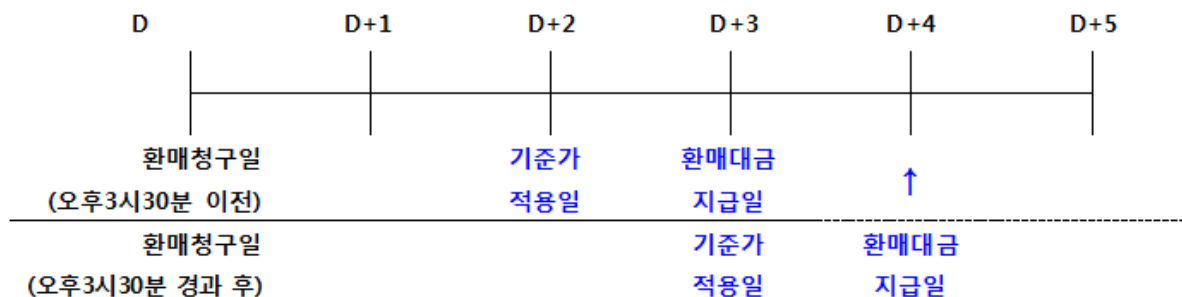 D D+1 D+2 D+3 D+4 D+5
환매청구일 기준가 환매대금
(오후3시30분 이전) 적용일 지급일 ↑
환매청구일 기준가 환매대금
(오후3시30분 경과 후) 적용일 지급일